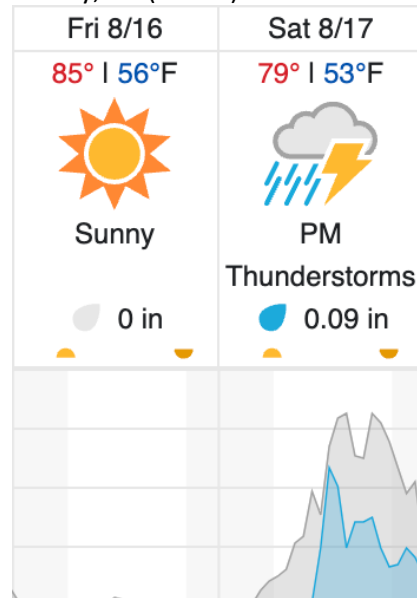 Fri 8/16
Sat 8/17
85° | 56°F
79° | 53°F
Sunny
PM
Thunderstorms
0 in
0.09 in